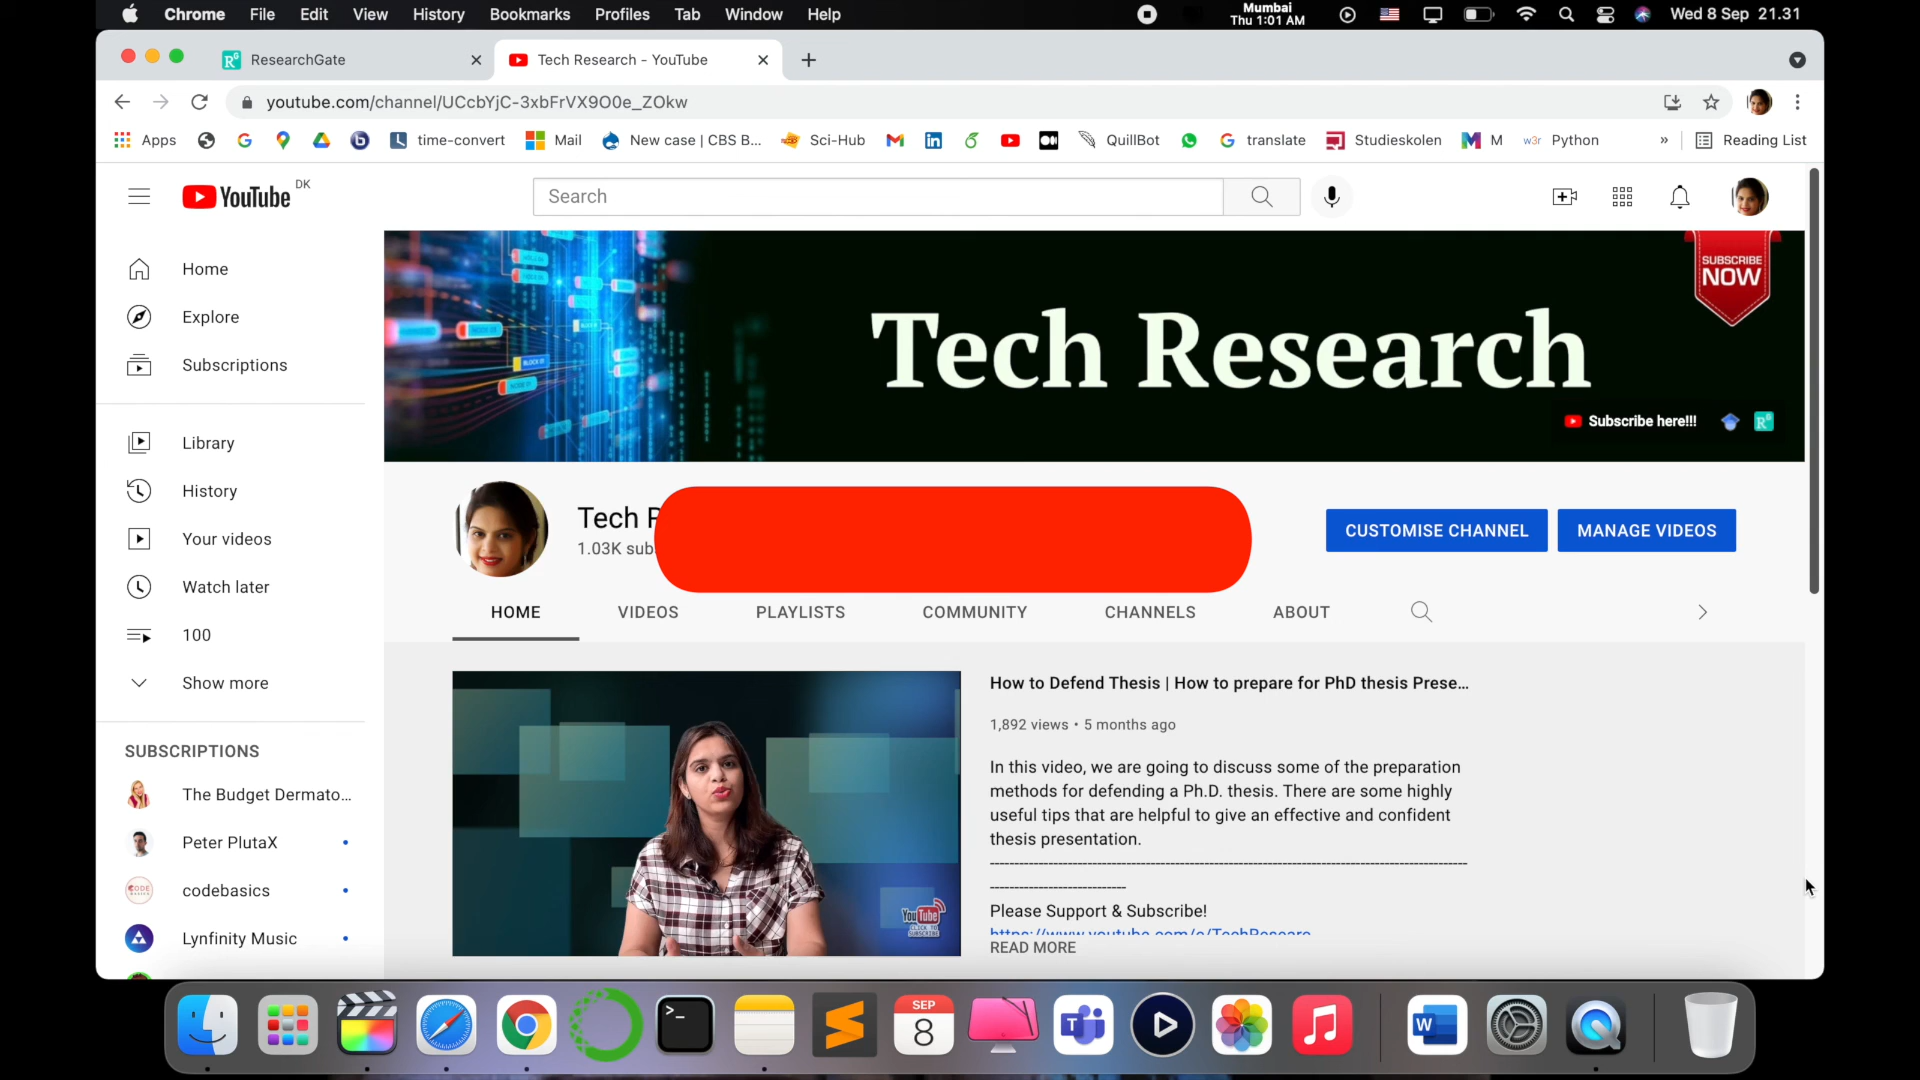 Chrome File Edit View History Bookmarks Profiles Tab Window Help
Mumbai
Thu 1:01 AM
Wed 8 Sep 21.31
ResearchGate
Tech Research - YouTube
youtube.com/channel/UCcbYjC-3xbFrVX9O0e_ZOkw
Apps
time-convert
Mail
New case | CBS B...
Sci-Hub
QuillBot
translate
Studieskolen
M
w3r Python
»
Reading List
YouTube DK
Search
Home
Explore
Subscriptions
Library
History
Your videos
Watch later
100
Show more
SUBSCRIPTIONS
The Budget Dermato...
Peter PlutaX
codebasics
Lynfinity Music
SUBSCRIBE
NOW
Tech Research
Subscribe here!!!
Tech
1.03K sub
CUSTOMISE CHANNEL
MANAGE VIDEOS
HOME VIDEOS PLAYLISTS COMMUNITY CHANNELS ABOUT
YouTube
How to Defend Thesis | How to prepare for PhD thesis Prese...
1,892 views • 5 months ago
In this video, we are going to discuss some of the preparation
methods for defending a Ph.D. thesis. There are some highly
useful tips that are helpful to give an effective and confident
thesis presentation.
Please Support & Subscribe!
https://www.youtube.com/c/TechResearc
READ MORE
SEP
8